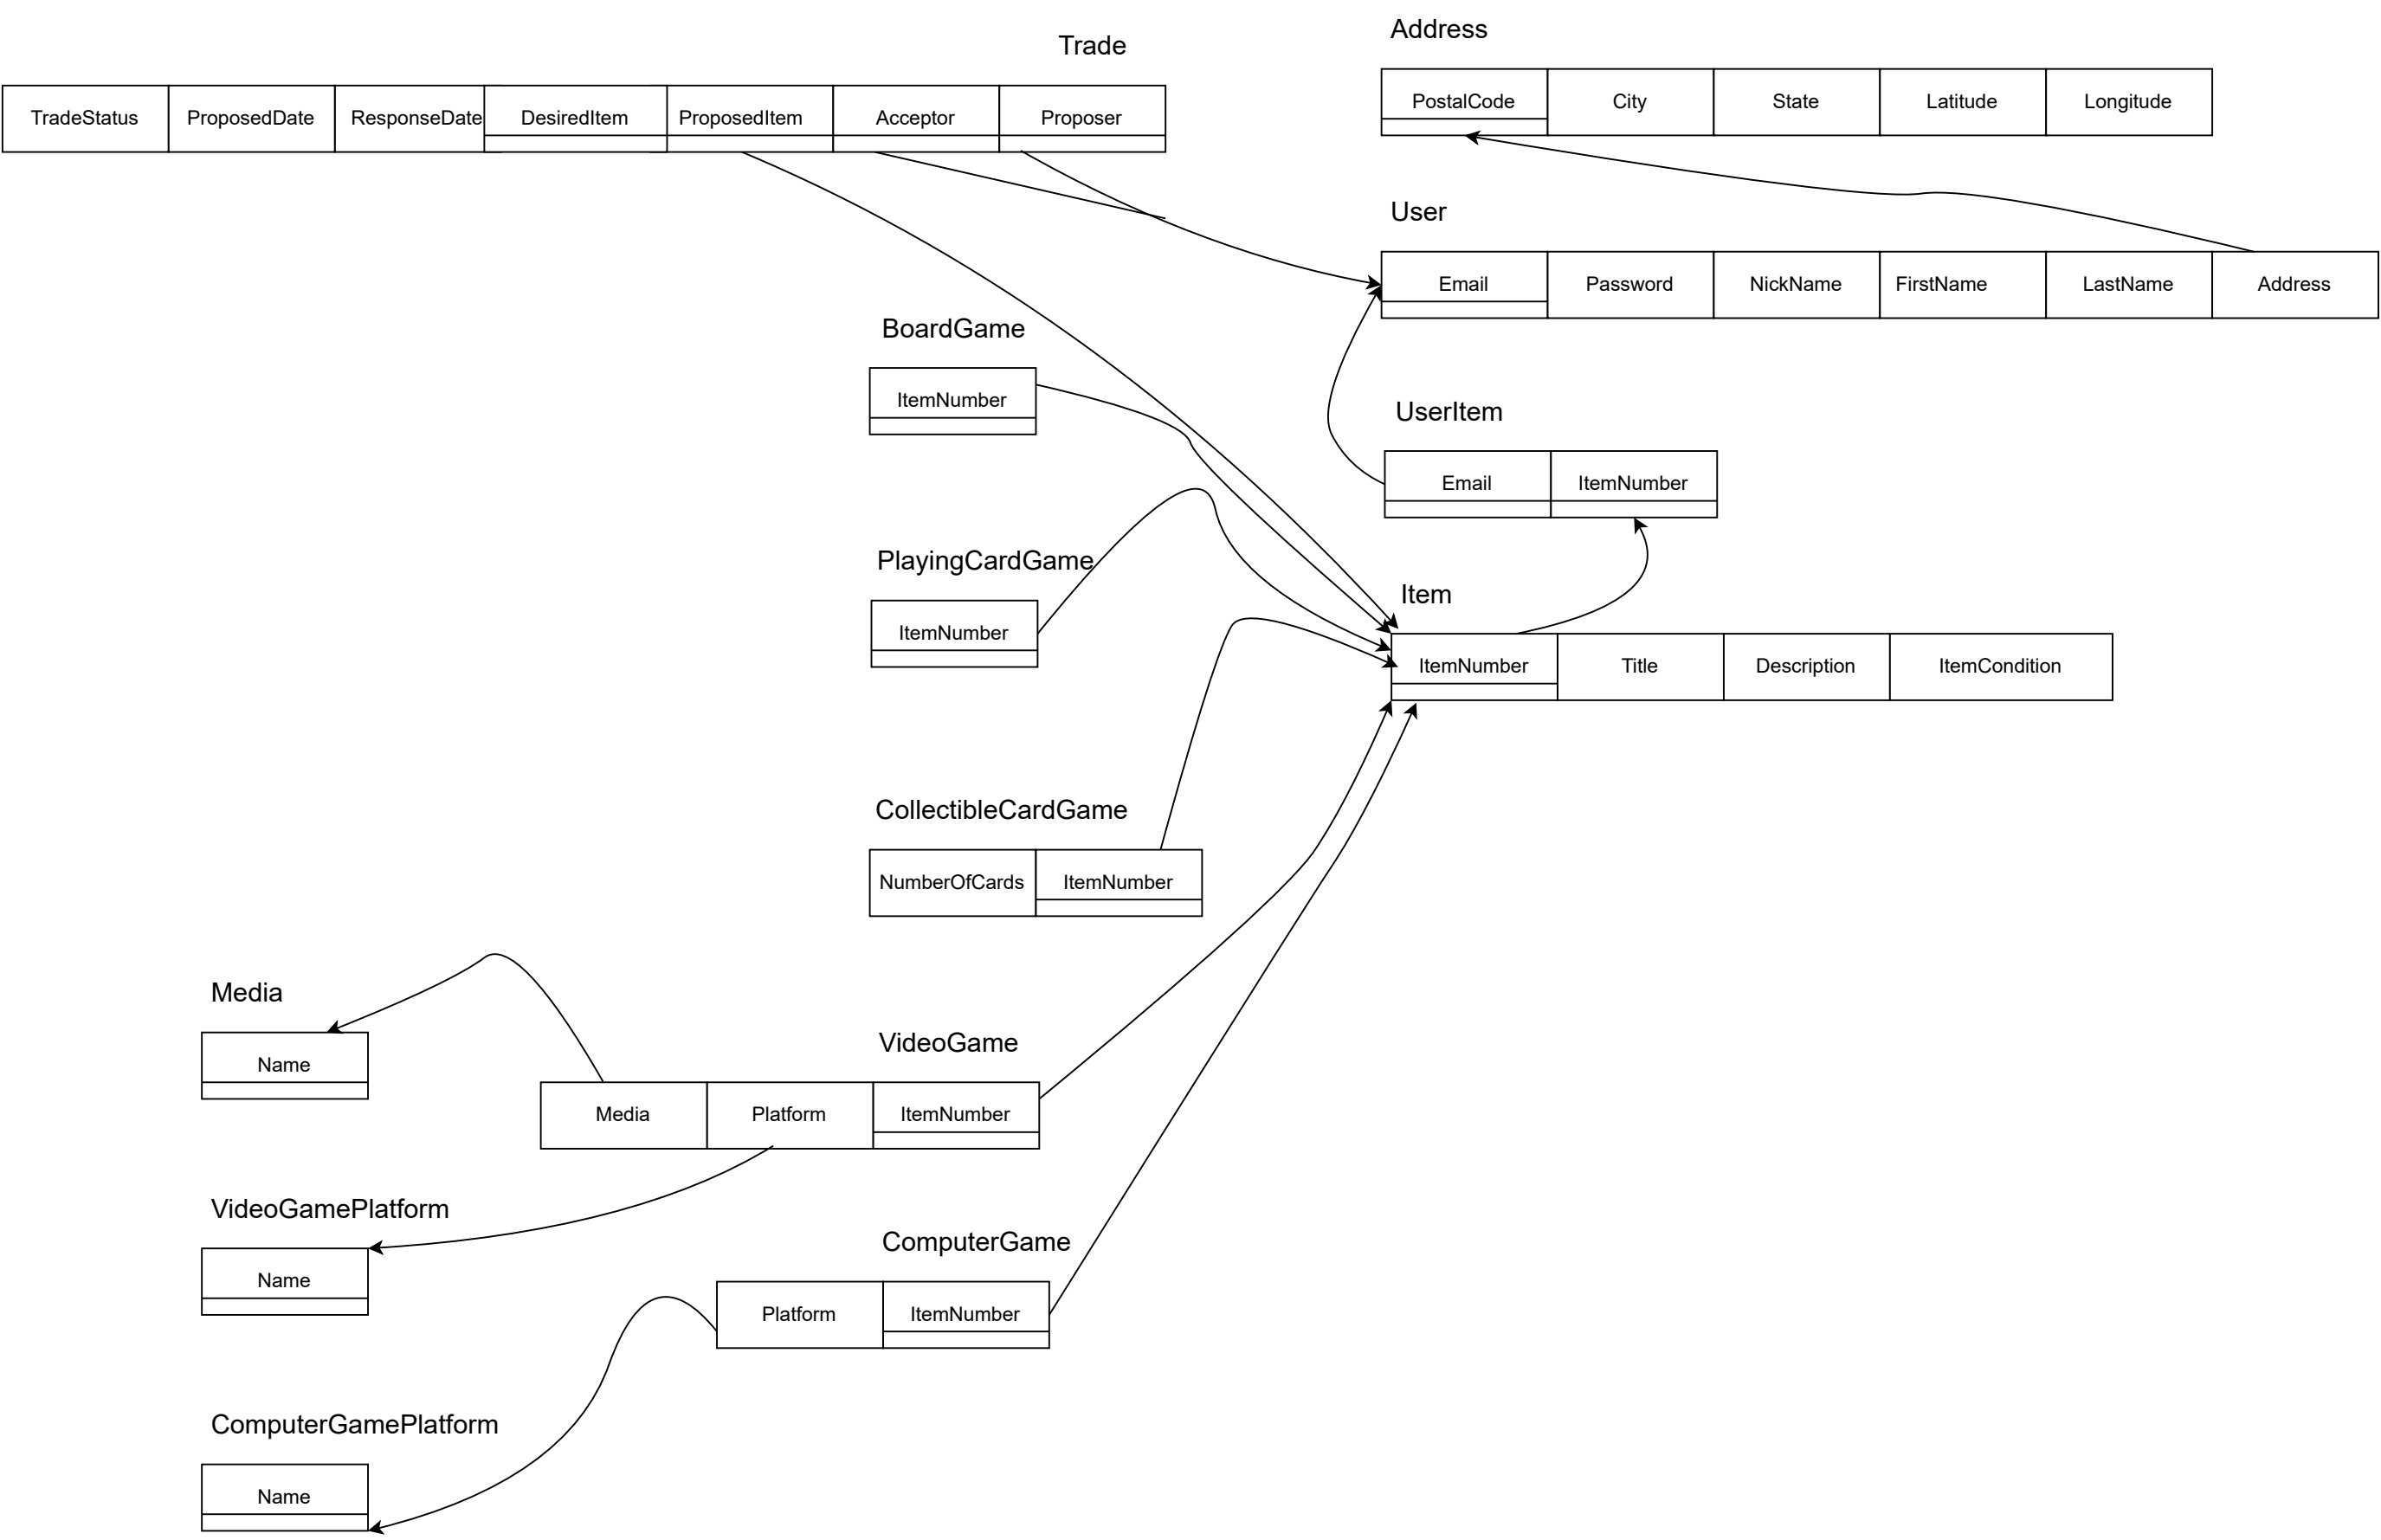 Trade
TradeStatus ProposedDate ResponseDate DesiredItem ProposedItem Acceptor Proposer
Address
PostalCode City State Latitude Longitude
User
Email Password NickName FirstName LastName Address
BoardGame
ItemNumber
UserItem
Email ItemNumber
PlayingCardGame
ItemNumber
Item
ItemNumber Title Description ItemCondition
CollectibleCardGame
NumberOfCards ItemNumber
Media
Name
VideoGame
Media Platform ItemNumber
VideoGamePlatform
Name
ComputerGame
Platform ItemNumber
ComputerGamePlatform
Name